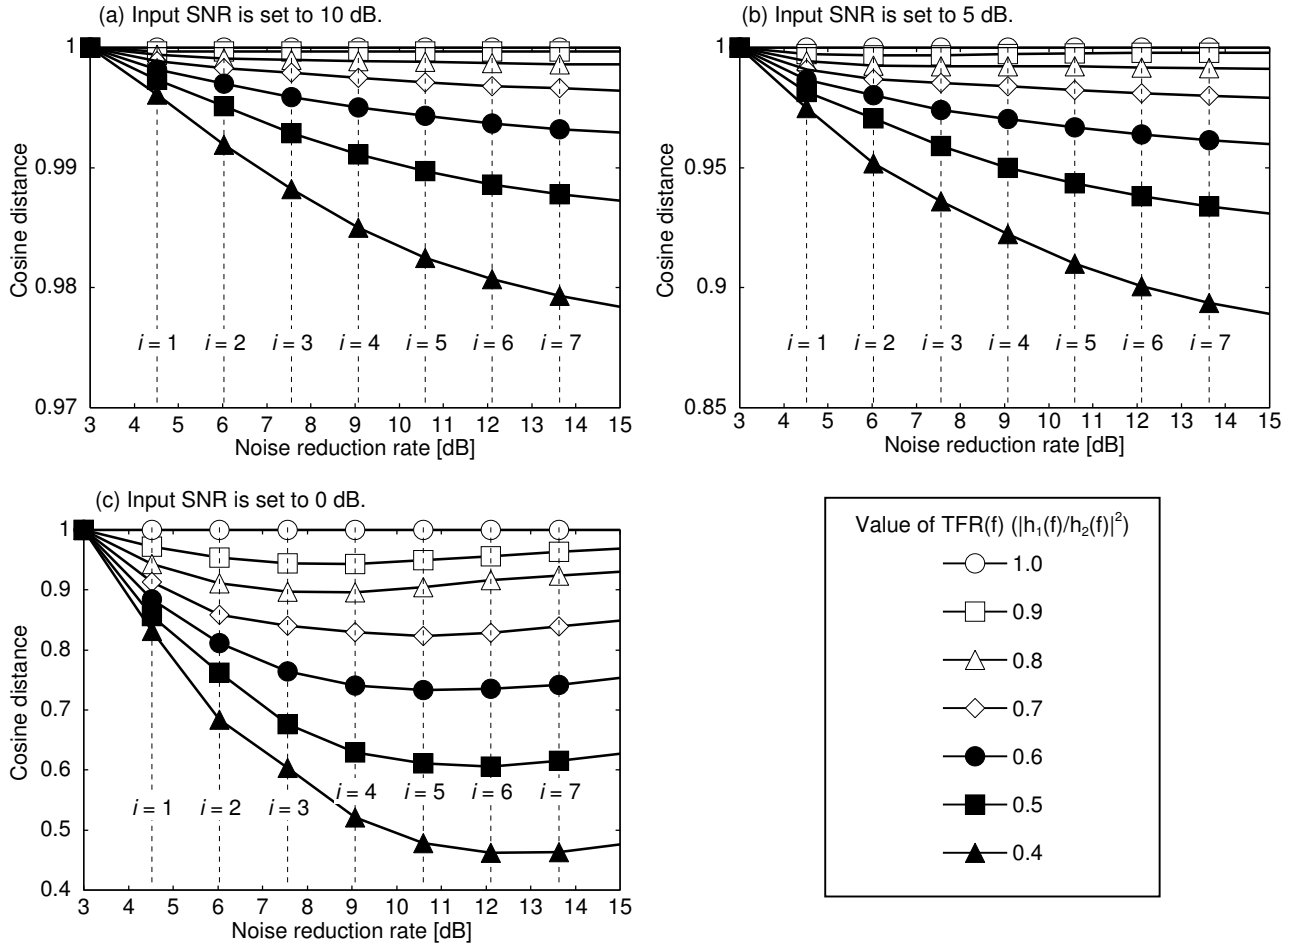 (a) Input SNR is set to 10 dB.
1
0.99
0.98
0.97
Cosine distance
i = 1 i = 2 i = 3 i = 4 i = 5 i = 6 i = 7
3 4 5 6 7 8 9 10 11 12 13 14 15
Noise reduction rate [dB]
(b) Input SNR is set to 5 dB.
1
0.95
0.9
0.85
Cosine distance
i = 1 i = 2 i = 3 i = 4 i = 5 i = 6 i = 7
3 4 5 6 7 8 9 10 11 12 13 14 15
Noise reduction rate [dB]
(c) Input SNR is set to 0 dB.
1
0.9
0.8
0.7
0.6
0.5
0.4
Cosine distance
i = 1 i = 2 i = 3 i = 4 i = 5 i = 6 i = 7
3 4 5 6 7 8 9 10 11 12 13 14 15
Noise reduction rate [dB]
Value of TFR(f) (|h₁(f)/h₂(f)|²)
1.0
0.9
0.8
0.7
0.6
0.5
0.4